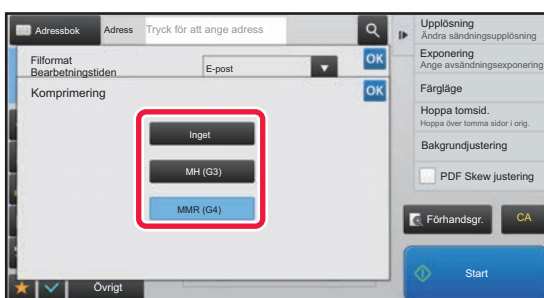 Adressbok
Adress
Tryck för att ange adress
Filformat
Bearbetningstiden
E-post
OK
Komprimering
OK
Inget
MH (G3)
MMR (G4)
Övrigt
Upplösning
Ändra sändningsupplösning
Exponering
Ange avsändningsexponering
Färgläge
Hoppa tomsid.
Hoppa över tomma sidor i orig.
Bakgrundjustering
PDF Skew justering
Förhandsgr.
CA
Start